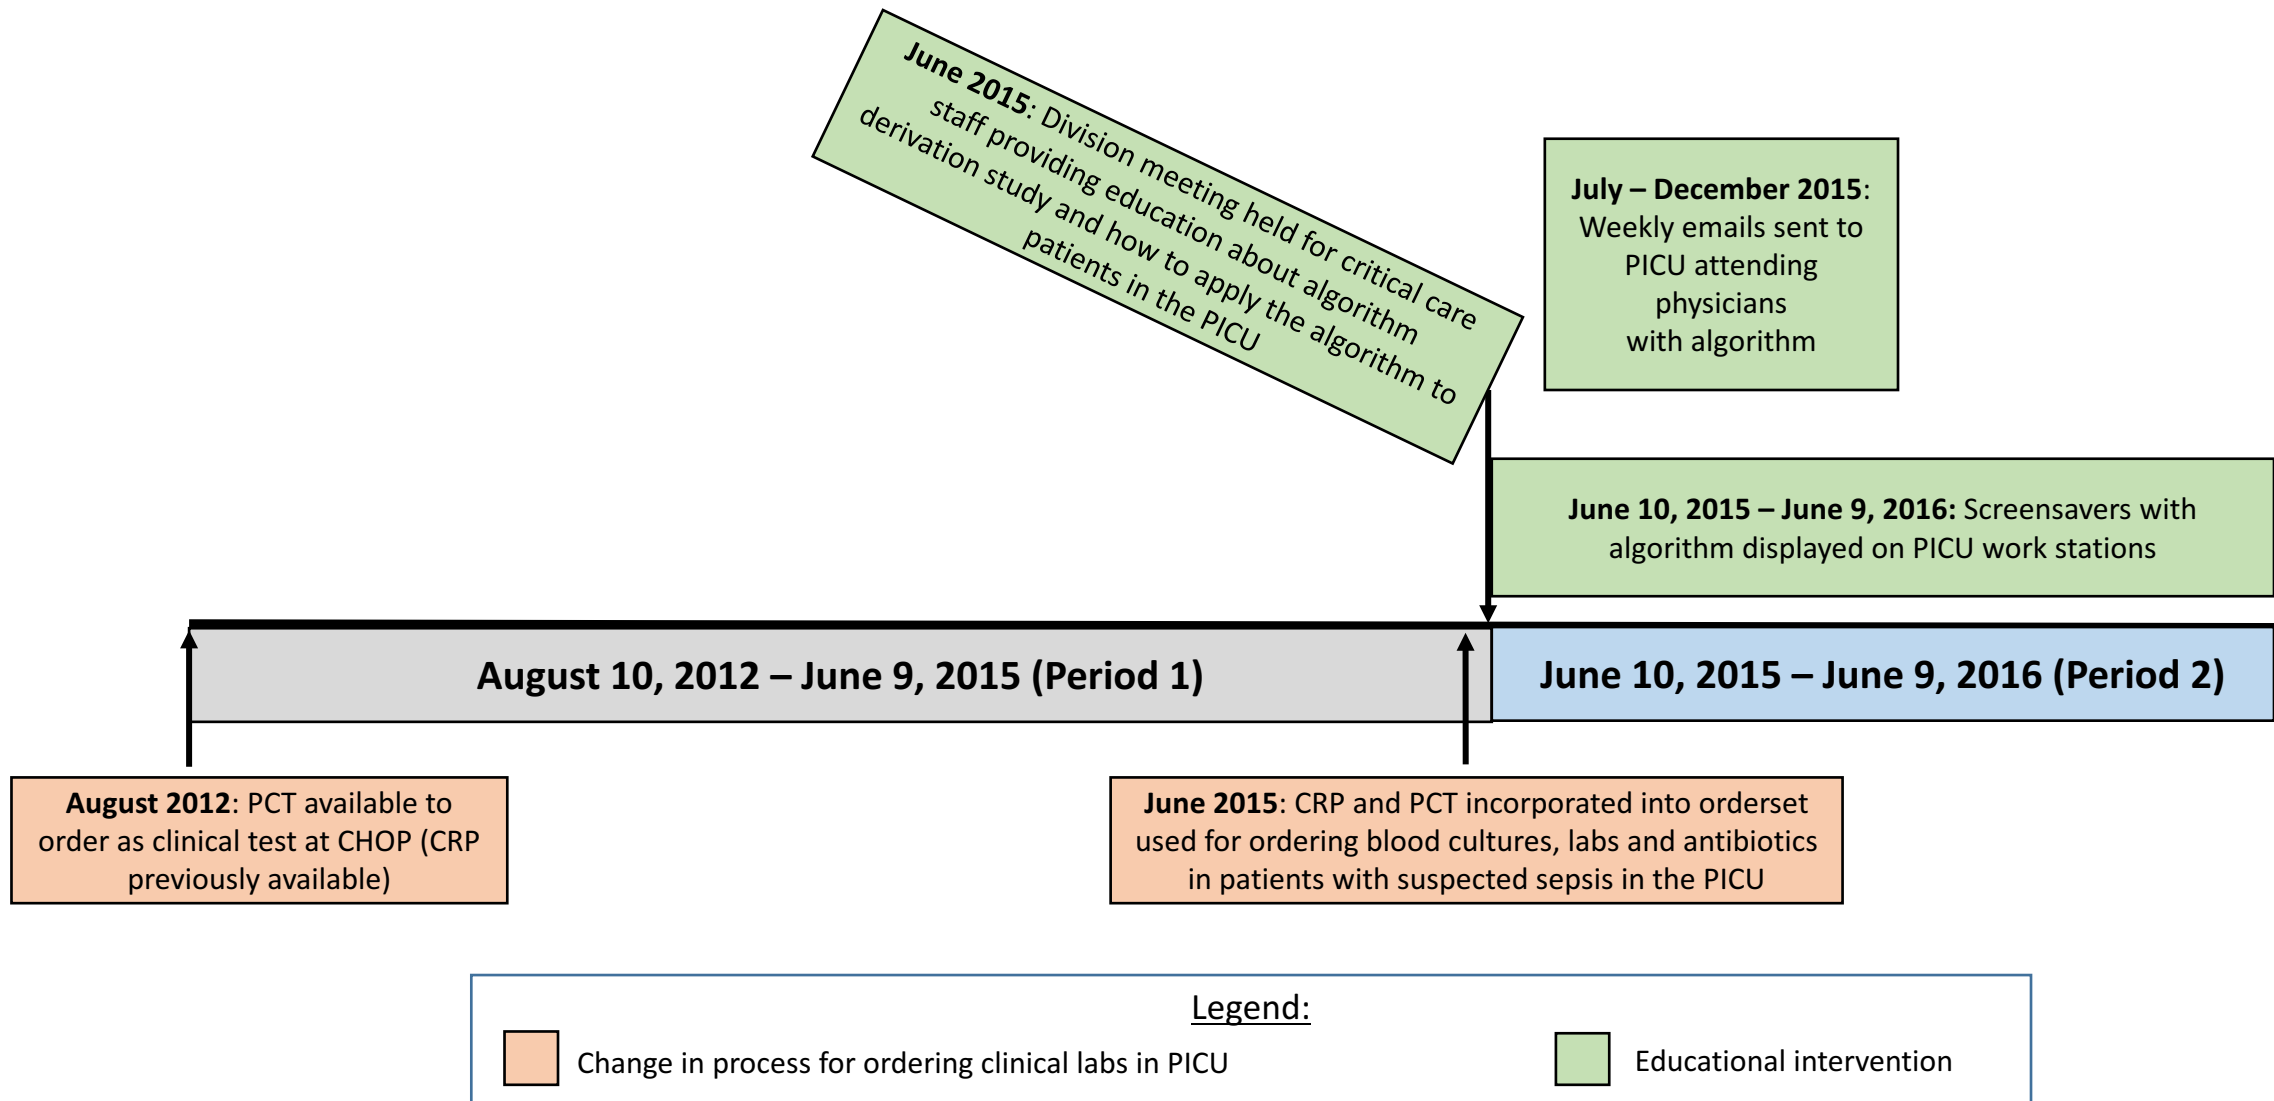 June 2015: Division meeting held for critical care
staff providing education about algorithm
derivation study and how to apply the algorithm to
patients in the PICU
July – December 2015:
Weekly emails sent to
PICU attending
physicians
with algorithm
June 10, 2015 – June 9, 2016: Screensavers with
algorithm displayed on PICU work stations
August 10, 2012 – June 9, 2015 (Period 1)
June 10, 2015 – June 9, 2016 (Period 2)
August 2012: PCT available to
order as clinical test at CHOP (CRP
previously available)
June 2015: CRP and PCT incorporated into orderset
used for ordering blood cultures, labs and antibiotics
in patients with suspected sepsis in the PICU
Legend:
Change in process for ordering clinical labs in PICU
Educational intervention